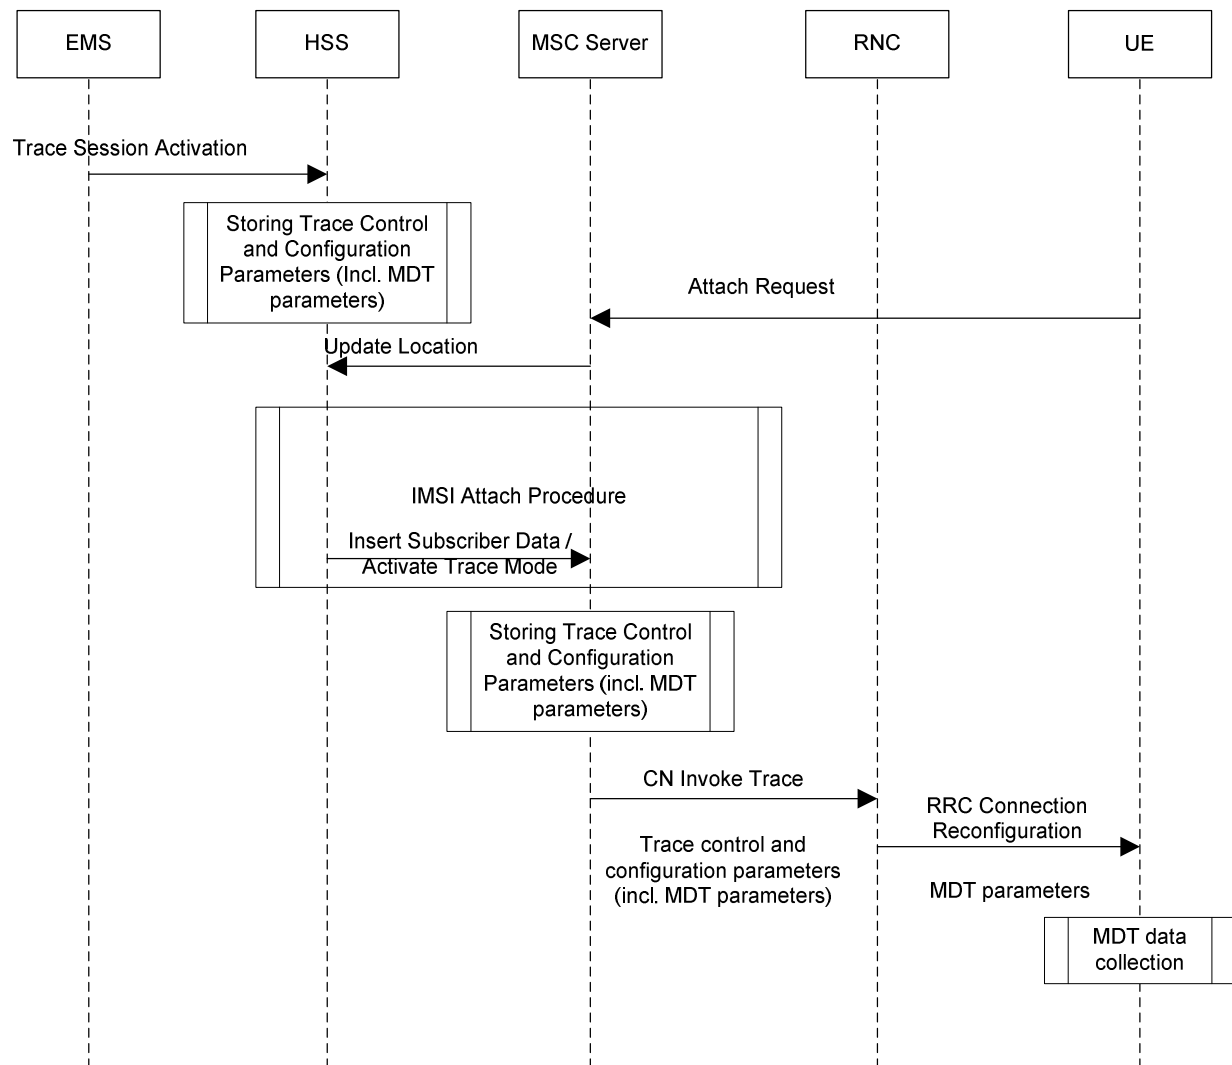 EMS
HSS
MSC Server
RNC
UE
Trace Session Activation
Storing Trace Control
and Configuration
Parameters (Incl. MDT
parameters)
Attach Request
Update Location
IMSI Attach Procedure
Insert Subscriber Data /
Activate Trace Mode
Storing Trace Control
and Configuration
Parameters (incl. MDT
parameters)
CN Invoke Trace
RRC Connection
Reconfiguration
Trace control and
configuration parameters
(incl. MDT parameters)
MDT parameters
MDT data
collection